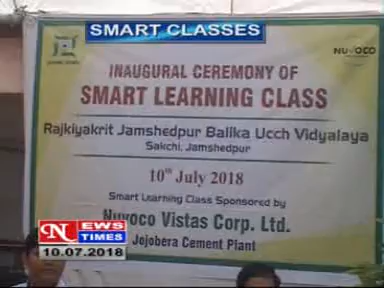 SMART CLASSES
NUVOCO
INAUGURAL CEREMONY OF
SMART LEARNING CLASS
Rajkiyakrit Jamshedpur Balika Ucch Vidyalaya
Sakchi, Jamshedpur
10th July 2018
Smart Learning Class Sponsored by
Nuvoco Vistas Corp. Ltd.
Jojobera Cement Plant
N EWS
TIMES
10.07.2018